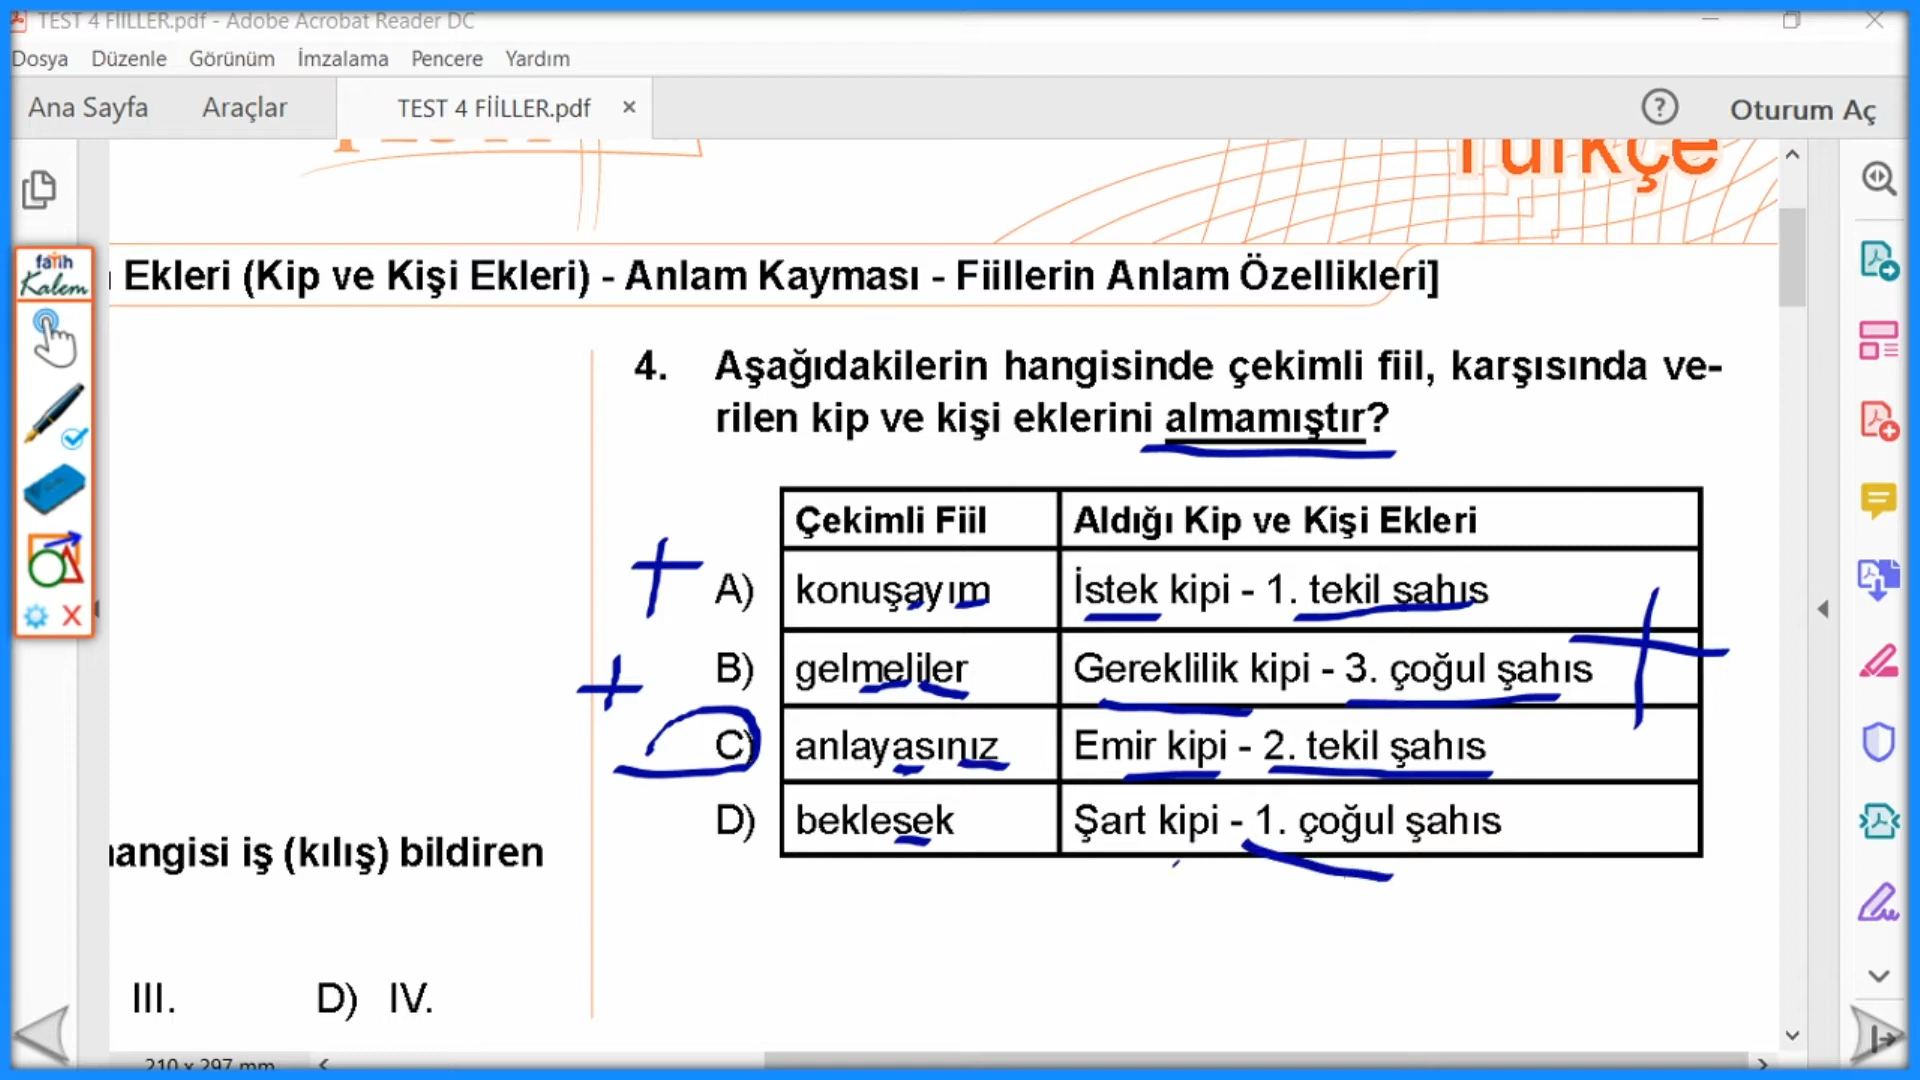 TEST 4 FİİLLER.pdf - Adobe Acrobat Reader DC
Dosya Düzenle Görünüm İmzalama Pencere Yardım
Ana Sayfa Araçlar TEST 4 FİİLLER.pdf × ? Oturum Aç
Türkçe
fatih
Kalem
Ekleri (Kip ve Kişi Ekleri) - Anlam Kayması - Fiillerin Anlam Özellikleri]
4. Aşağıdakilerin hangisinde çekimli fiil, karşısında ve-
rilen kip ve kişi eklerini almamıştır?
Çekimli Fiil Aldığı Kip ve Kişi Ekleri
A) konuşayım İstek kipi - 1. tekil şahıs
B) gelmeliler Gereklilik kipi - 3. çoğul şahıs
C) anlayasınız Emir kipi - 2. tekil şahıs
D) beklesek Şart kipi - 1. çoğul şahıs
hangisi iş (kılış) bildiren
III. D) IV.
210 x 297 mm